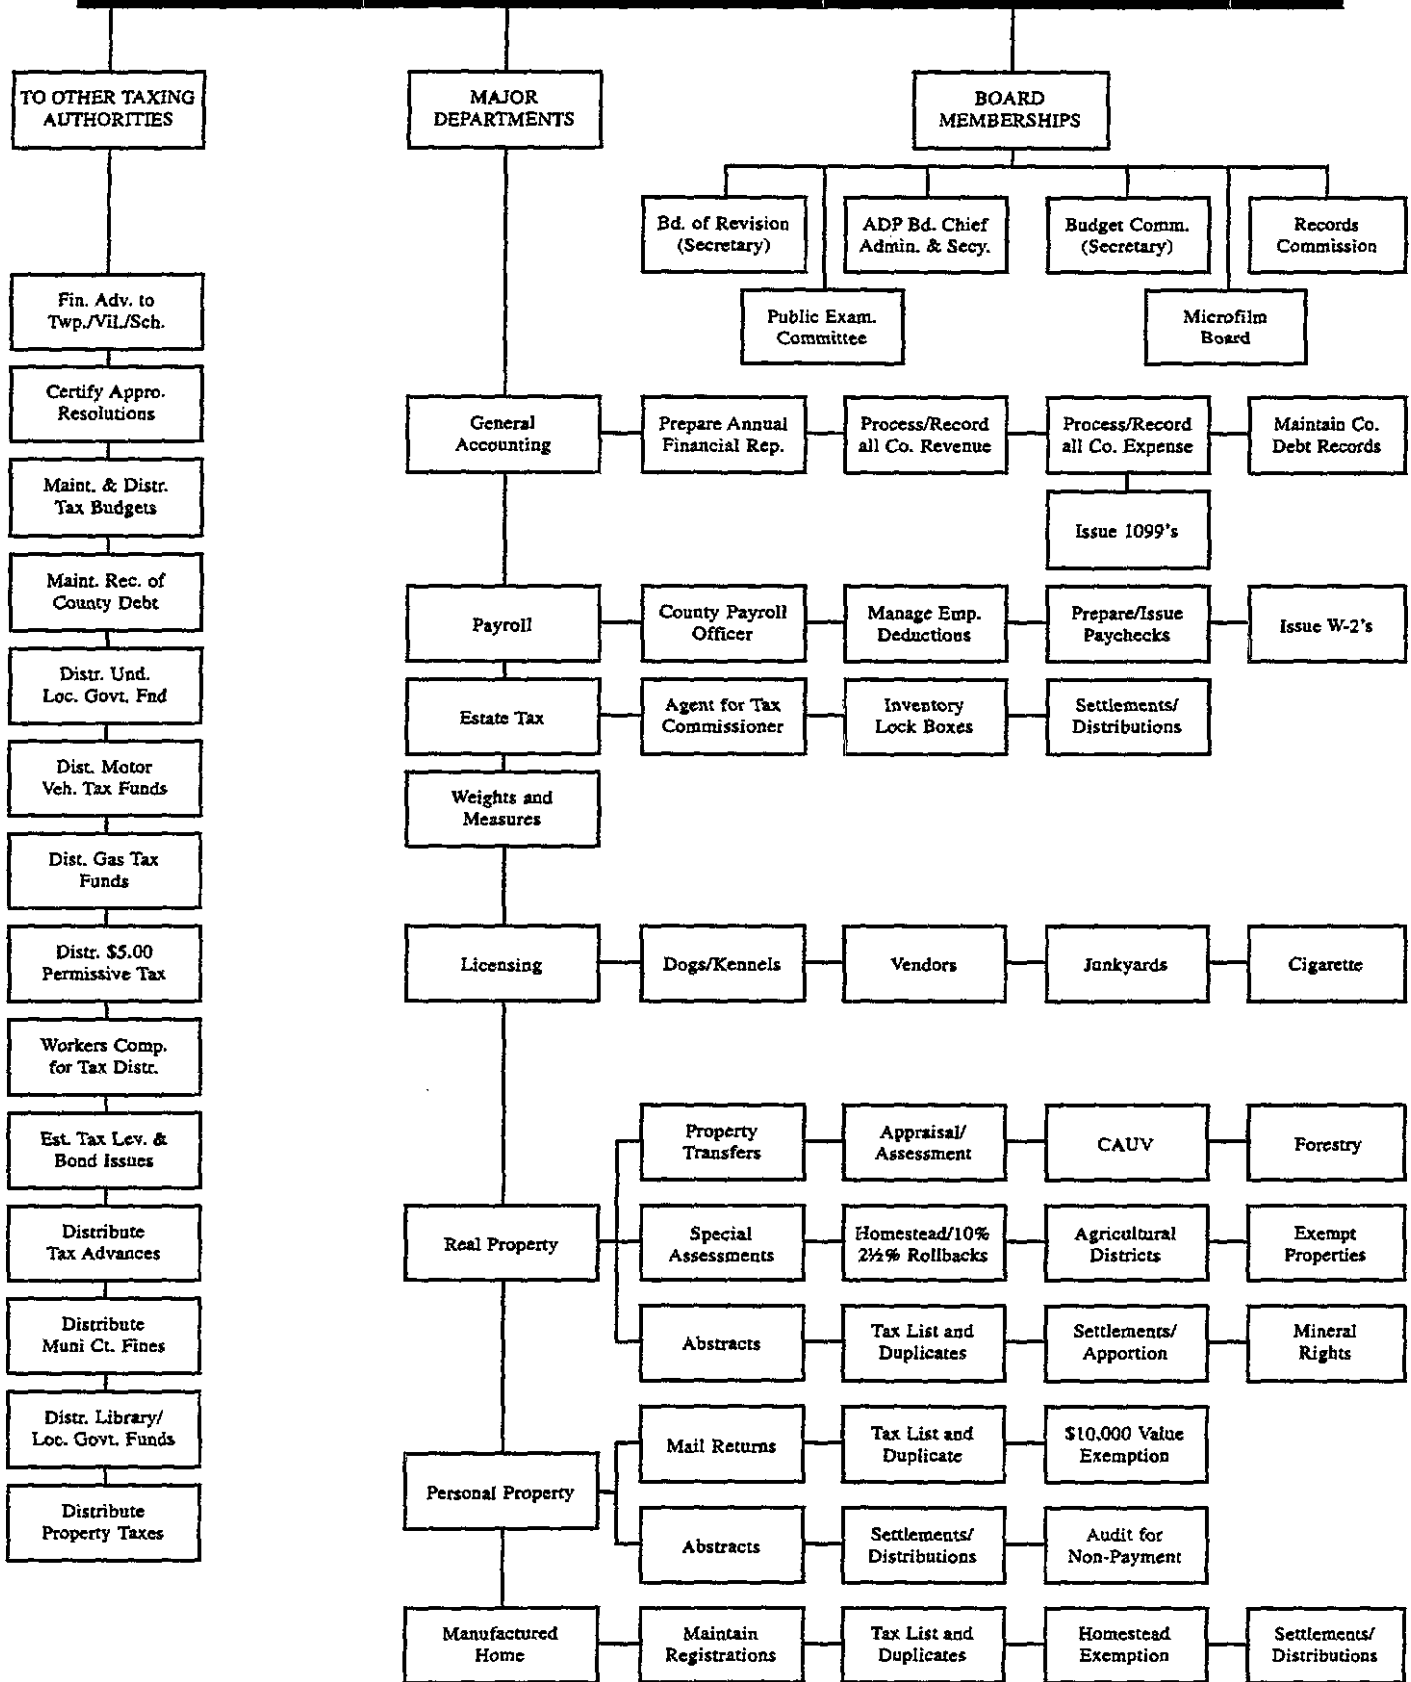 TO OTHER TAXING
AUTHORITIES
MAJOR
DEPARTMENTS
BOARD
MEMBERSHIPS
Bd. of Revision
(Secretary)
ADP Bd. Chief
Admin. & Secy.
Budget Comm.
(Secretary)
Records
Commission
Public Exam.
Committee
Microfilm
Board
Fin. Adv. to
Twp./Vil./Sch.
Certify Appro.
Resolutions
Maint. & Distr.
Tax Budgets
Maint. Rec. of
County Debt
Distr. Und.
Loc. Govt. Fnd
Dist. Motor
Veh. Tax Funds
Dist. Gas Tax
Funds
Distr. $5.00
Permissive Tax
Workers Comp.
for Tax Distr.
Est. Tax Lev. &
Bond Issues
Distribute
Tax Advances
Distribute
Muni Ct. Fines
Distr. Library/
Loc. Govt. Funds
Distribute
Property Taxes
General
Accounting
Prepare Annual
Financial Rep.
Process/Record
all Co. Revenue
Process/Record
all Co. Expense
Maintain Co.
Debt Records
Issue 1099's
Payroll
County Payroll
Officer
Manage Emp.
Deductions
Prepare/Issue
Paychecks
Issue W-2's
Estate Tax
Agent for Tax
Commissioner
Inventory
Lock Boxes
Settlements/
Distributions
Weights and
Measures
Licensing
Dogs/Kennels
Vendors
Junkyards
Cigarette
Real Property
Property
Transfers
Appraisal/
Assessment
CAUV
Forestry
Special
Assessments
Homestead/10%
2½% Rollbacks
Agricultural
Districts
Exempt
Properties
Abstracts
Tax List and
Duplicates
Settlements/
Apportion
Mineral
Rights
Personal Property
Mail Returns
Tax List and
Duplicate
$10,000 Value
Exemption
Abstracts
Settlements/
Distributions
Audit for
Non-Payment
Manufactured
Home
Maintain
Registrations
Tax List and
Duplicates
Homestead
Exemption
Settlements/
Distributions